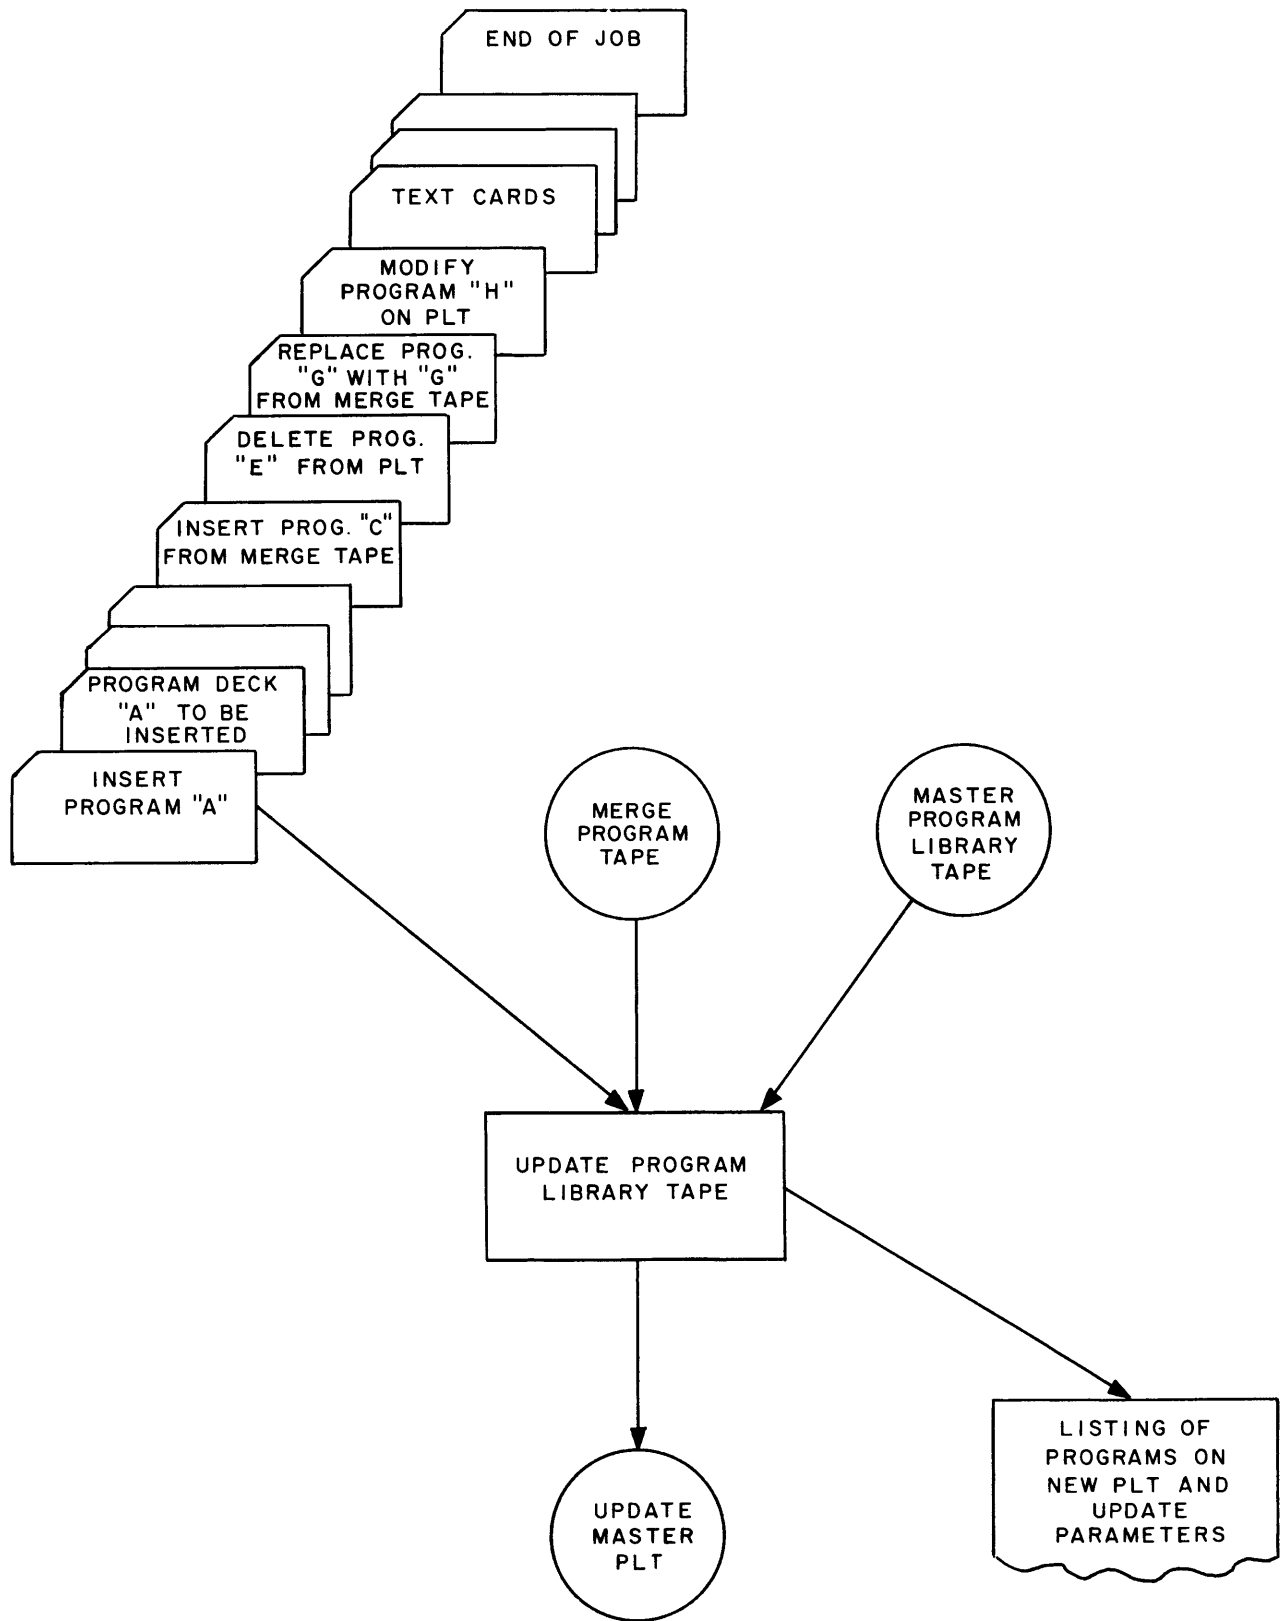 END OF JOB
TEXT CARDS
MODIFY
PROGRAM "H"
ON PLT
REPLACE PROG.
"G" WITH "G"
FROM MERGE TAPE
DELETE PROG.
"E" FROM PLT
INSERT PROG. "C"
FROM MERGE TAPE
PROGRAM DECK
"A" TO BE
INSERTED
INSERT
PROGRAM "A"
MERGE
PROGRAM
TAPE
MASTER
PROGRAM
LIBRARY
TAPE
UPDATE PROGRAM
LIBRARY TAPE
UPDATE
MASTER
PLT
LISTING OF
PROGRAMS ON
NEW PLT AND
UPDATE
PARAMETERS